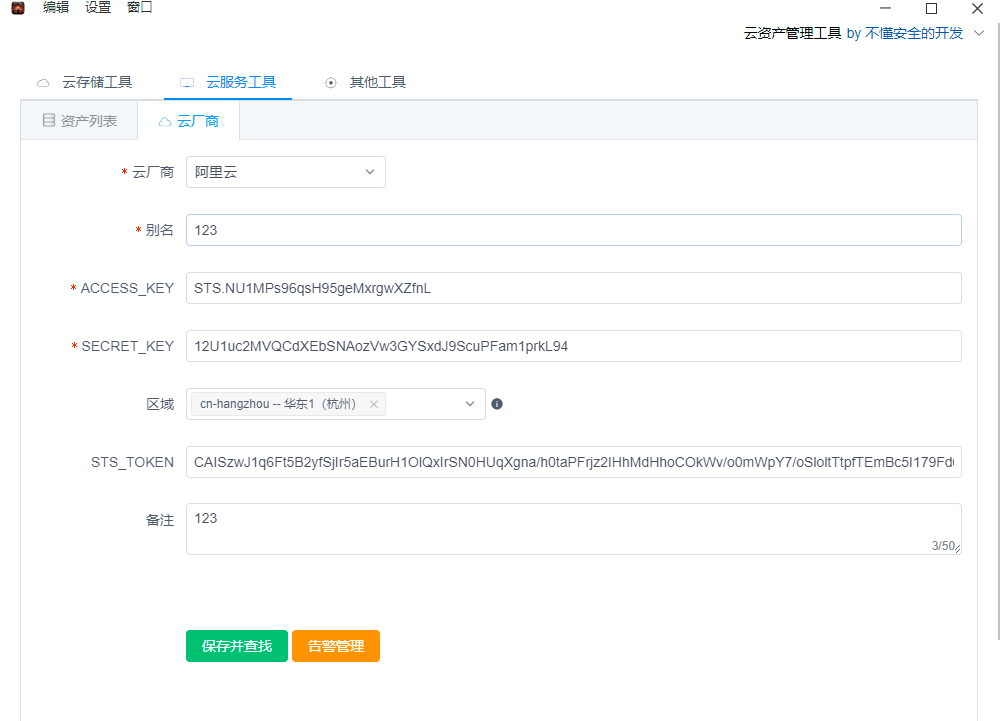 编辑 设置 窗口
云资产管理工具 by 不懂安全的开发
云存储工具 云服务工具 其他工具
资产列表 云厂商
* 云厂商 阿里云
* 别名 123
* ACCESS_KEY STS.NU1MPs96qsH95geMxrgwXZfnL
* SECRET_KEY 12U1uc2MVQCdXEbSNAozVw3GYSxdJ9ScuPFam1prkL94
区域 cn-hangzhou -- 华东1（杭州）
STS_TOKEN CAISzwJ1q6Ft5B2yfSjIr5aEBurH1OlQxIrSN0HUqXgna/h0taPFrjz2IHhMdHhoCOkWv/o0mWpY7/oSloItTtpfTEmBc5I179Fd
备注 123
3/50
保存并查找 告警管理